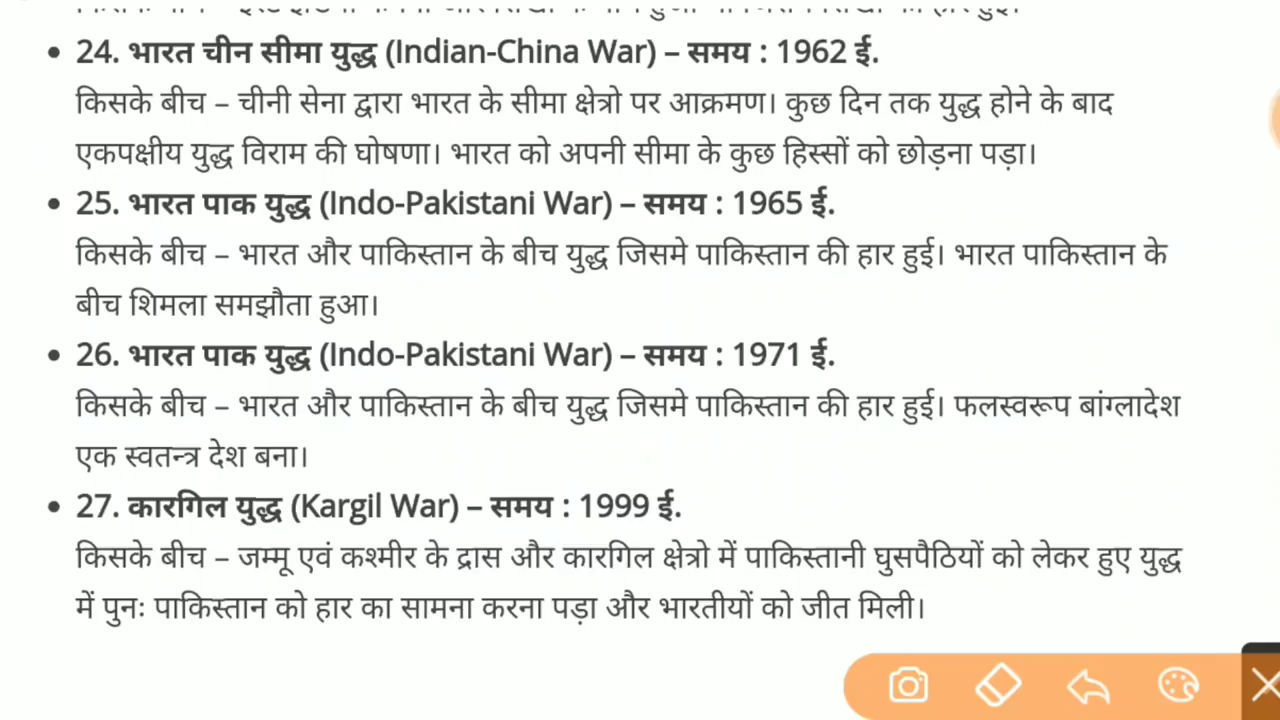 24. भारत चीन सीमा युद्ध (Indian-China War) – समय : 1962 ई.
किसके बीच – चीनी सेना द्वारा भारत के सीमा क्षेत्रो पर आक्रमण। कुछ दिन तक युद्ध होने के बाद
एकपक्षीय युद्ध विराम की घोषणा। भारत को अपनी सीमा के कुछ हिस्सों को छोड़ना पड़ा।
25. भारत पाक युद्ध (Indo-Pakistani War) – समय : 1965 ई.
किसके बीच – भारत और पाकिस्तान के बीच युद्ध जिसमे पाकिस्तान की हार हुई। भारत पाकिस्तान के
बीच शिमला समझौता हुआ।
26. भारत पाक युद्ध (Indo-Pakistani War) – समय : 1971 ई.
किसके बीच – भारत और पाकिस्तान के बीच युद्ध जिसमे पाकिस्तान की हार हुई। फलस्वरूप बांग्लादेश
एक स्वतन्त्र देश बना।
27. कारगिल युद्ध (Kargil War) – समय : 1999 ई.
किसके बीच – जम्मू एवं कश्मीर के द्रास और कारगिल क्षेत्रो में पाकिस्तानी घुसपैठियों को लेकर हुए युद्ध
में पुनः पाकिस्तान को हार का सामना करना पड़ा और भारतीयों को जीत मिली।